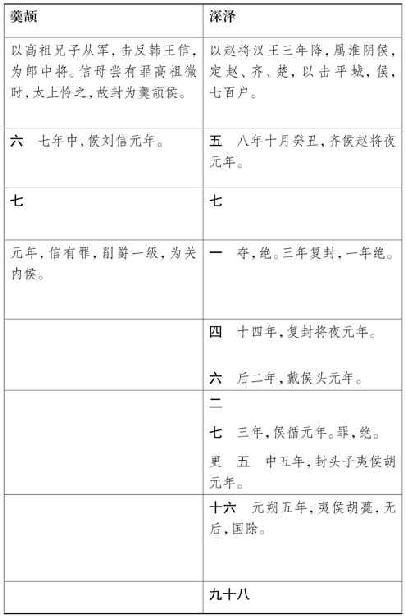 羹颉
深泽
以高祖兄子从军,击反韩王信,
为郎中将。信母尝有罪高祖微
时,太上怜之,故封为羹颉侯。
以赵将汉王三年降,属淮阴侯,
定赵、齐、楚,以击平城,侯,
七百户。
六 七年中,侯刘信元年。
五 八年十月癸丑,齐侯赵将夜
元年。
七
七
元年,信有罪,削爵一级,为关
内侯。
一 夺,绝。三年复封,一年绝。
四 十四年,复封将夜元年。
六 后二年,戴侯头元年。
二
七 三年,侯循元年。罪,绝。
更 五 中五年,封头子夷侯胡
元年。
十六 元朔五年,夷侯胡薨,无
后,国除。
九十八